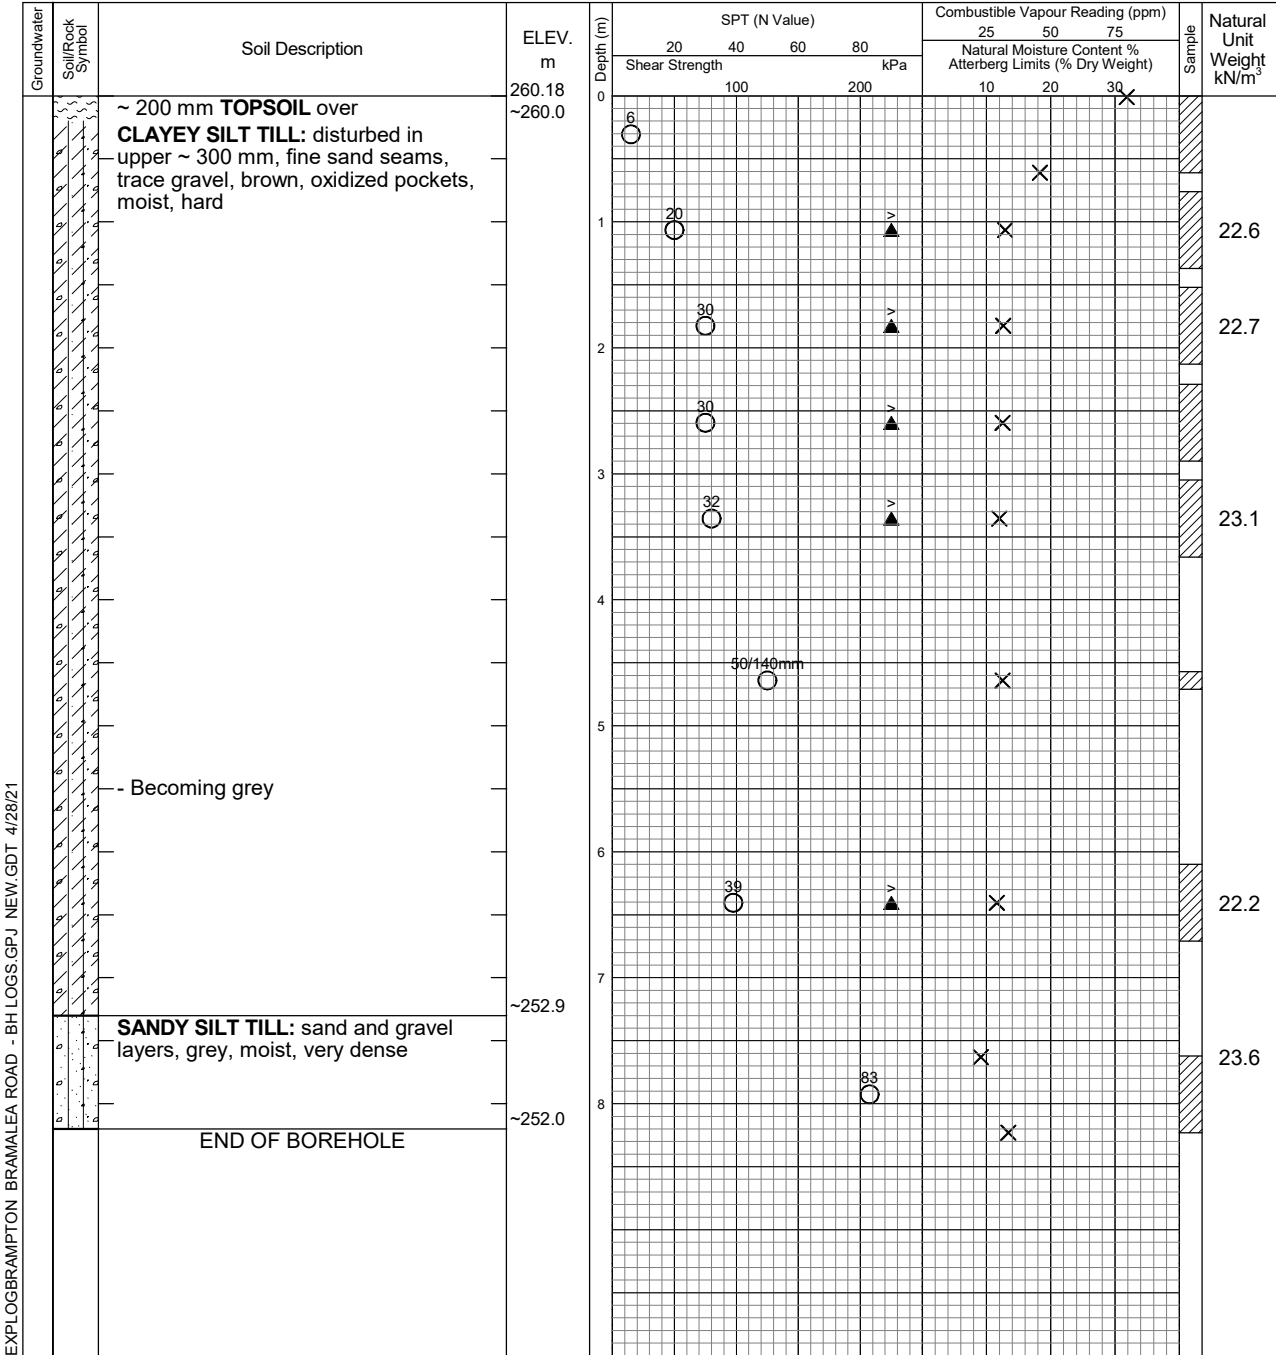 Groundwater
Soil/Rock
Symbol
Soil Description
ELEV.
m
260.18
Depth (m)
SPT (N Value)
20 40 60 80
Shear Strength kPa
100 200
Combustible Vapour Reading (ppm)
25 50 75
Natural Moisture Content %
Atterberg Limits (% Dry Weight)
10 20 30
Sample
Natural
Unit
Weight
kN/m³
0
~ 200 mm TOPSOIL over
~260.0
CLAYEY SILT TILL: disturbed in
upper ~ 300 mm, fine sand seams,
trace gravel, brown, oxidized pockets,
moist, hard
6
1
20
>
22.6
30
>
22.7
2
30
>
3
32
>
23.1
4
50/140mm
5
- Becoming grey
6
39
>
22.2
7
~252.9
SANDY SILT TILL: sand and gravel
layers, grey, moist, very dense
23.6
83
8
~252.0
END OF BOREHOLE
EXPLOGBRAMPTON BRAMALEA ROAD - BH LOGS.GPJ NEW.GDT 4/28/21